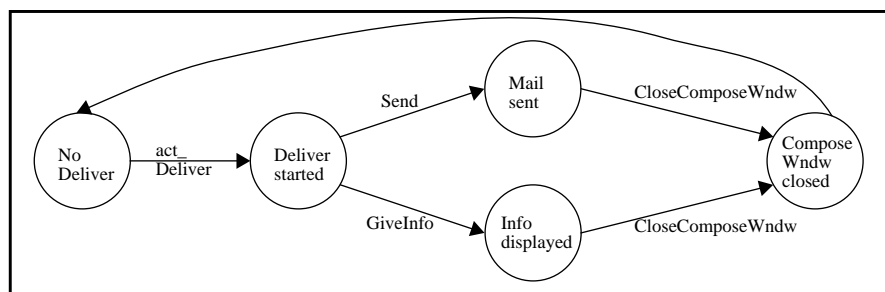 Mail
sent
Send
CloseComposeWndw
No
Deliver
act_
Deliver
Deliver
started
Compose
Wndw
closed
GiveInfo
Info
displayed
CloseComposeWndw